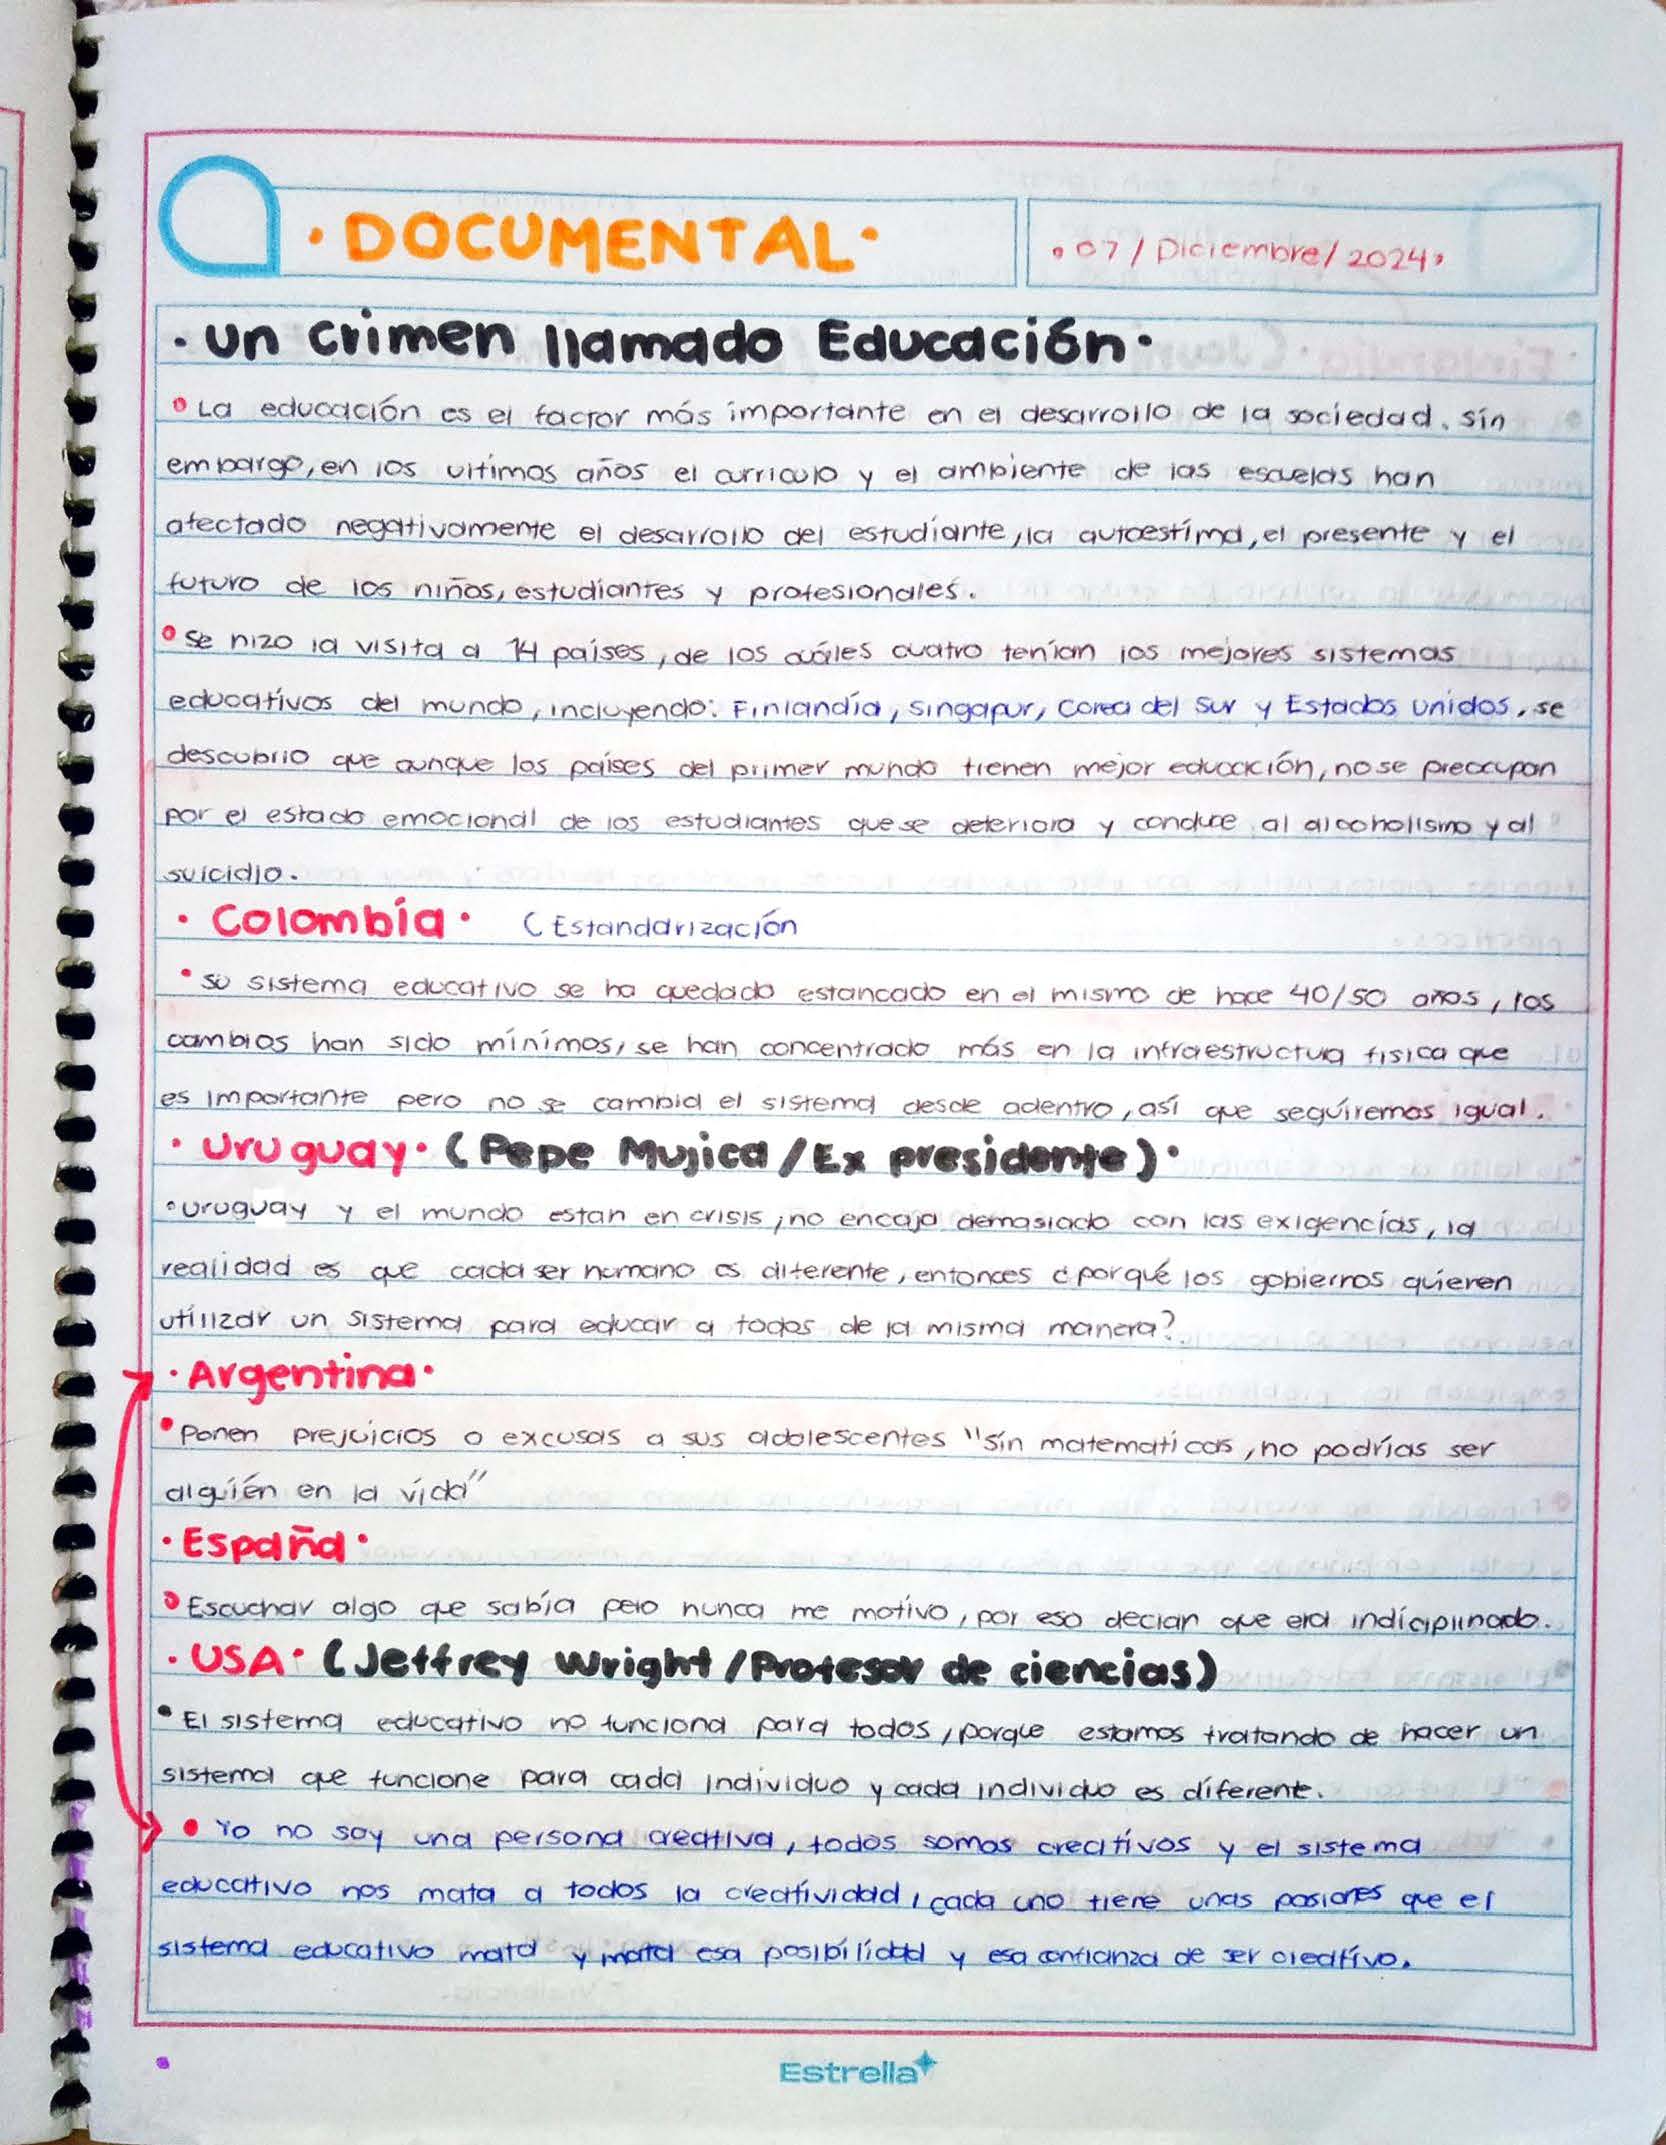 · DOCUMENTAL ·
• 07 / Diciembre / 2024 •
· Un crimen llamado Educación ·
• La educación es el factor más importante en el desarrollo de la sociedad. sin
embargo, en los ultimos años el curriculo y el ambiente de las escuelas han
afectado negativamente el desarrollo del estudiante, la autoestima, el presente y el
futuro de los niños, estudiantes y profesionales.
• Se hizo la visita a 14 países, de los cuáles cuatro tenían los mejores sistemas
educativos del mundo, incluyendo: Finlandía, Singapur, Corea del Sur y Estados unidos, se
descubrio que aunque los países del primer mundo tienen mejor educación, no se preocupan
por el estado emocional de los estudiantes que se deteriora y conduce al alcoholismo y al
suicidio.
· Colombia · ( Estandarización
• su sistema educativo se ha quedado estancado en el mismo de hace 40/50 años, los
cambios han sido mínimos, se han concentrado más en la infraestructura fisica que
es importante pero no se cambia el sistema desde adentro, así que seguiremos igual.
· Uruguay · ( Pepe Mujica / Ex presidente ) ·
• Uruguay y el mundo estan en crisis, no encaja demasiado con las exigencías, la
realidad es que cada ser humano es diferente, entonces ¿porqué los gobiernos quieren
utilizar un sistema para educar a todos de la misma manera?
· Argentina ·
• Ponen prejuicios o excusas a sus adolescentes "sin matematicas, no podrías ser
alguién en la vida"
· España ·
• Escuchar algo que sabía pero nunca me motivo, por eso decian que era indiciplinado.
· USA · (Jeffrey Wright / Profesor de ciencias)
• El sistema educativo no funciona para todos, porque estamos tratando de hacer un
sistema que funcione para cada individuo y cada individuo es diferente.
• Yo no soy una persona creativa, todos somos creativos y el sistema
educativo nos mata a todos la creatividad, cada uno tiene unas pasiones que el
sistema educativo mata y mata esa posibilidad y esa confianza de ser creativo.
Estrella